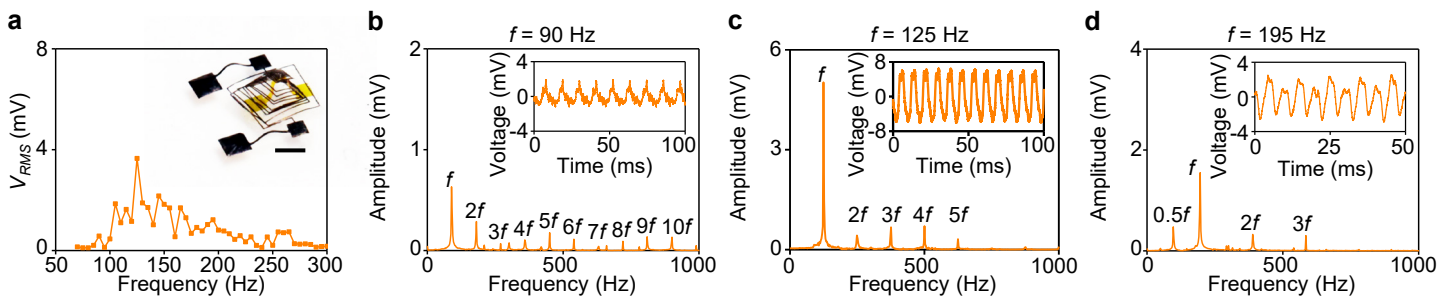 a
8
4
0
V_RMS (mV)
50 100 150 200 250 300
Frequency (Hz)
b
f = 90 Hz
2
1
0
Amplitude (mV)
f
2f
3f
4f
5f
6f
7f
8f
9f
10f
0 500 1000
Frequency (Hz)
4
0
−4
Voltage (mV)
0 50 100
Time (ms)
c
f = 125 Hz
6
3
0
Amplitude (mV)
f
2f
3f
4f
5f
0 500 1000
Frequency (Hz)
8
0
−8
Voltage (mV)
0 50 100
Time (ms)
d
f = 195 Hz
4
2
0
Amplitude (mV)
0.5f
f
2f
3f
0 500 1000
Frequency (Hz)
4
0
−4
Voltage (mV)
0 25 50
Time (ms)